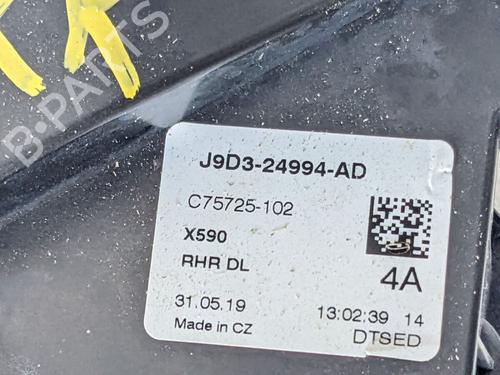 B-PARTS
J9D3-24994-AD
C75725-102
X590
RHR DL
4A
31.05.19 13:02:39 14
Made in CZ DTSED